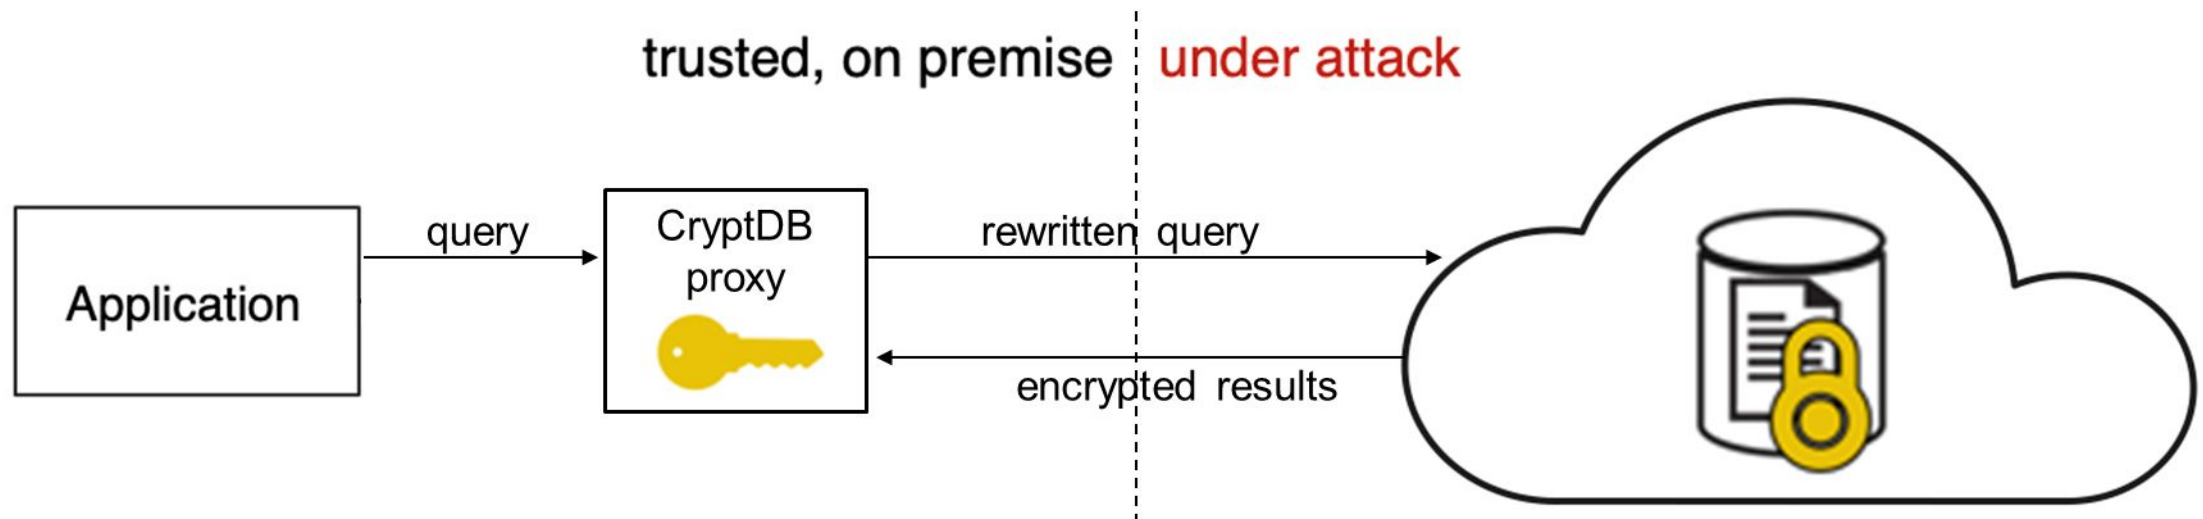 trusted, on premise
under attack
Application
query
CryptDB
proxy
rewritten query
encrypted results